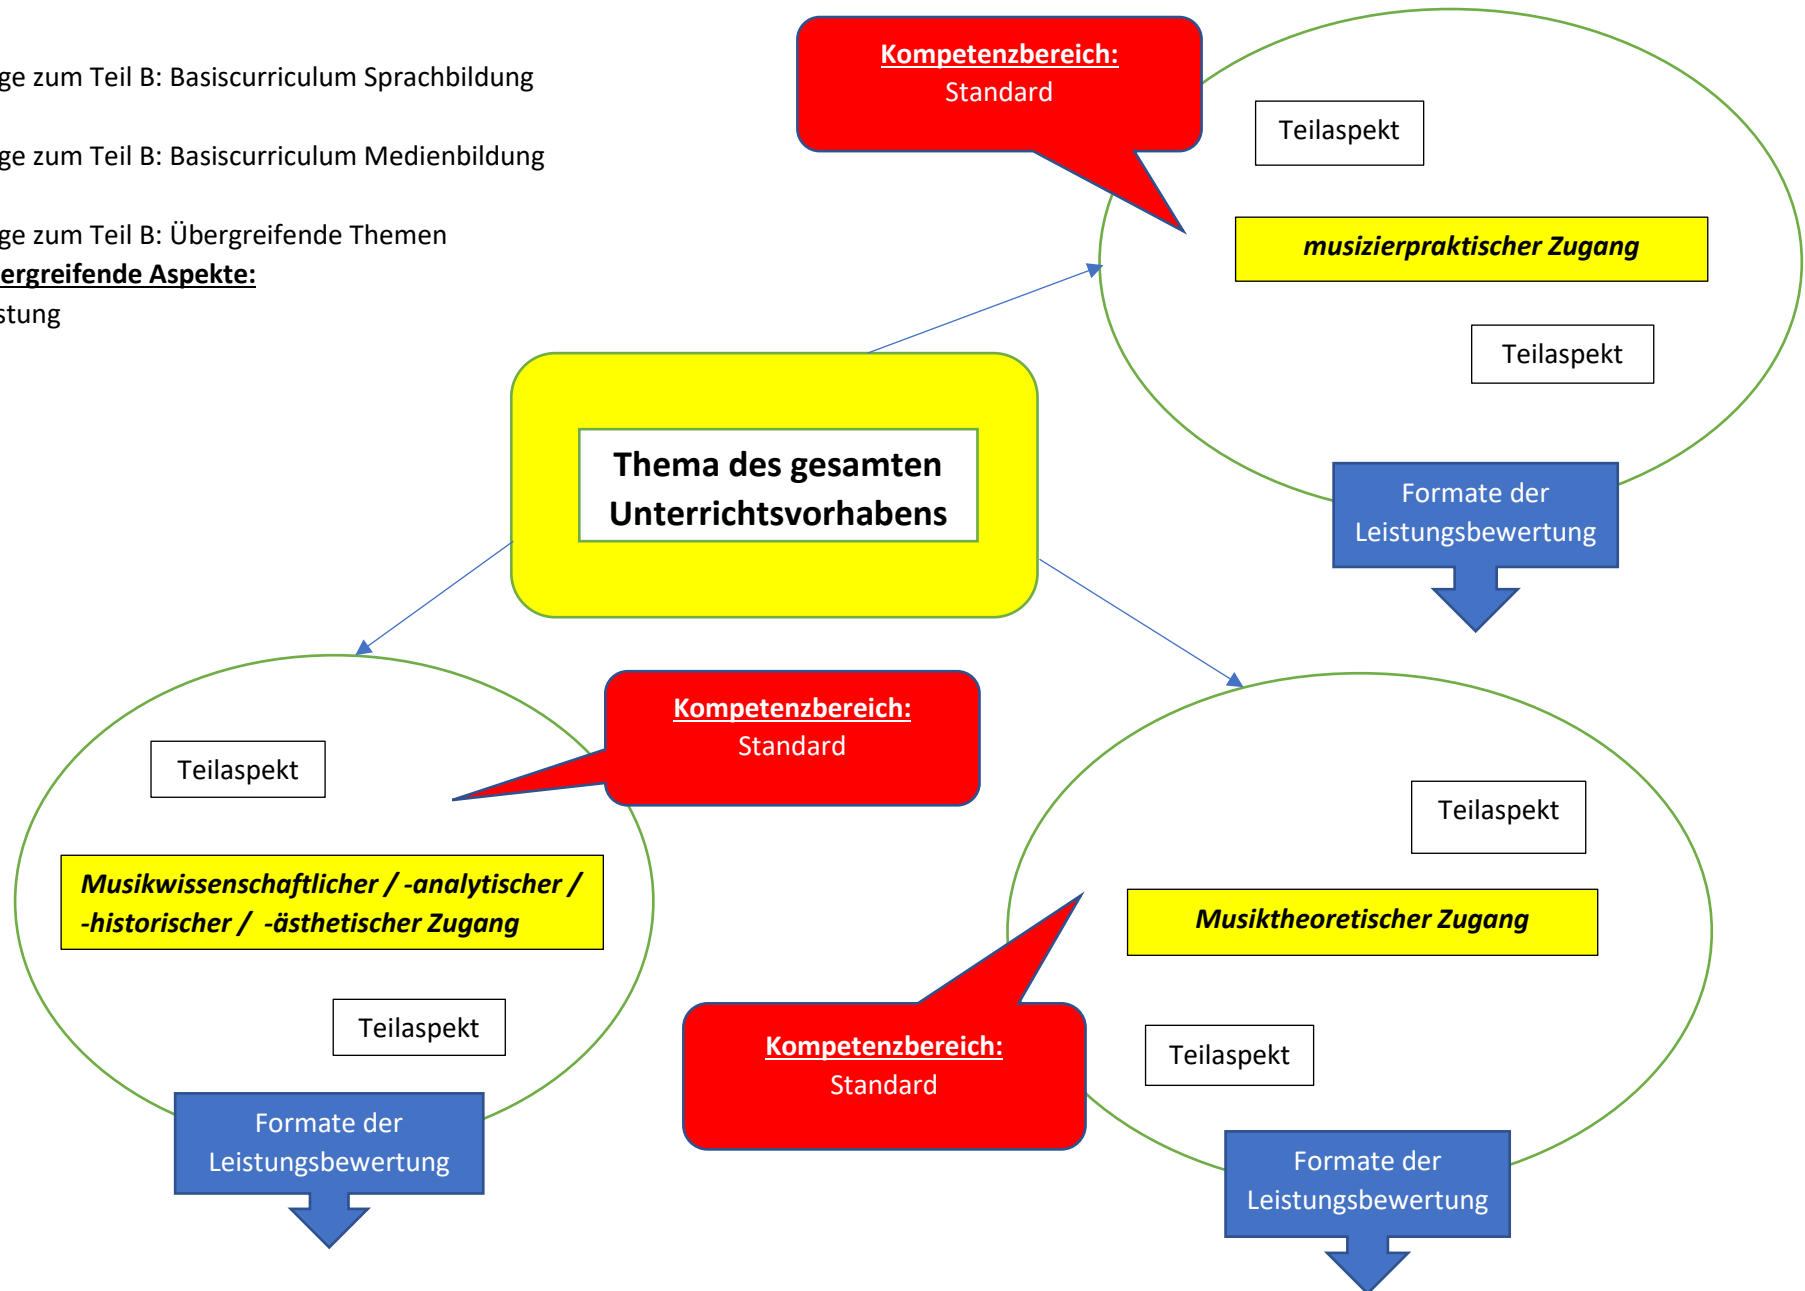 ge zum Teil B: Basiscurriculum Sprachbildung
ge zum Teil B: Basiscurriculum Medienbildung
ge zum Teil B: Übergreifende Themen
ergreifende Aspekte:
stung
Kompetenzbereich:
Standard
Teilaspekt
musizierpraktischer Zugang
Teilaspekt
Formate der
Leistungsbewertung
Thema des gesamten
Unterrichtsvorhabens
Kompetenzbereich:
Standard
Teilaspekt
Musikwissenschaftlicher / -analytischer /
-historischer / -ästhetischer Zugang
Teilaspekt
Formate der
Leistungsbewertung
Teilaspekt
Musiktheoretischer Zugang
Kompetenzbereich:
Standard
Teilaspekt
Formate der
Leistungsbewertung